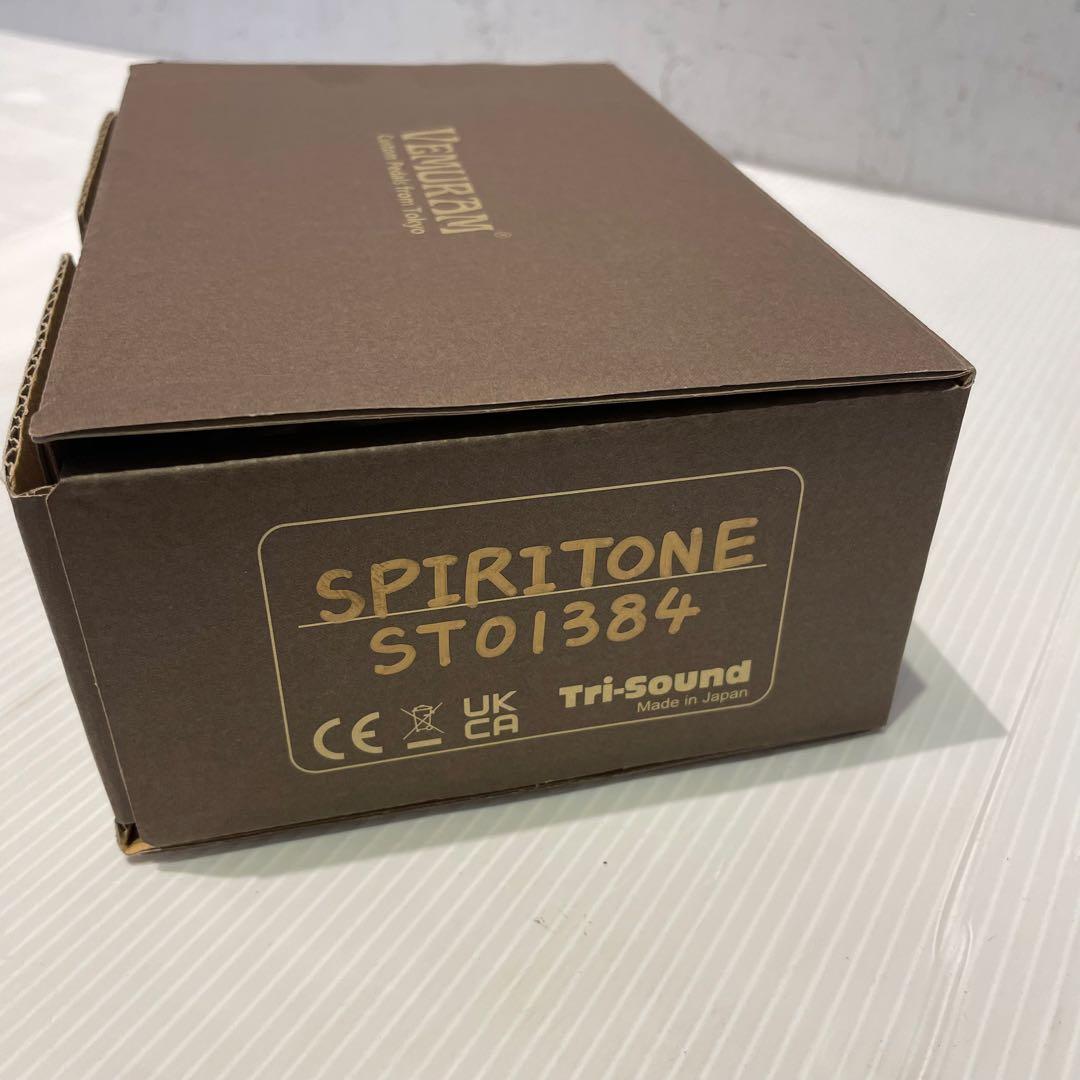 VEMURAM®
Custom Pedals from Tokyo
SPIRITONE
ST01384
CE
UK
CA
Tri-Sound
Made in Japan